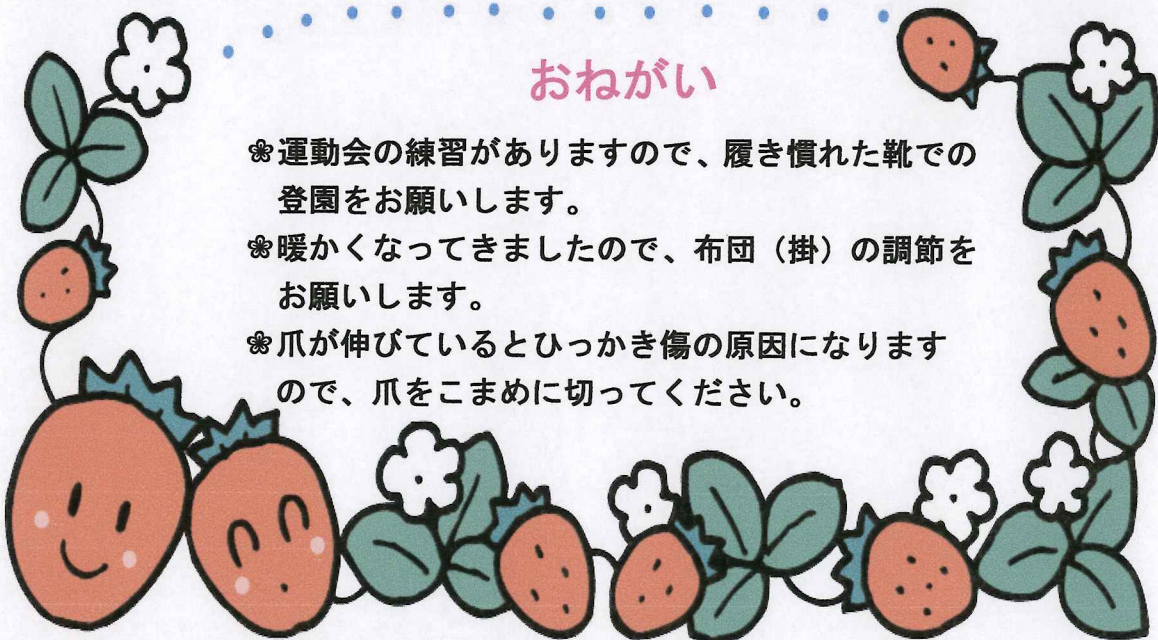 おねがい
❀運動会の練習がありますので、履き慣れた靴での
登園をお願いします。
❀暖かくなってきましたので、布団（掛）の調節を
お願いします。
❀爪が伸びているとひっかき傷の原因になります
ので、爪をこまめに切ってください。